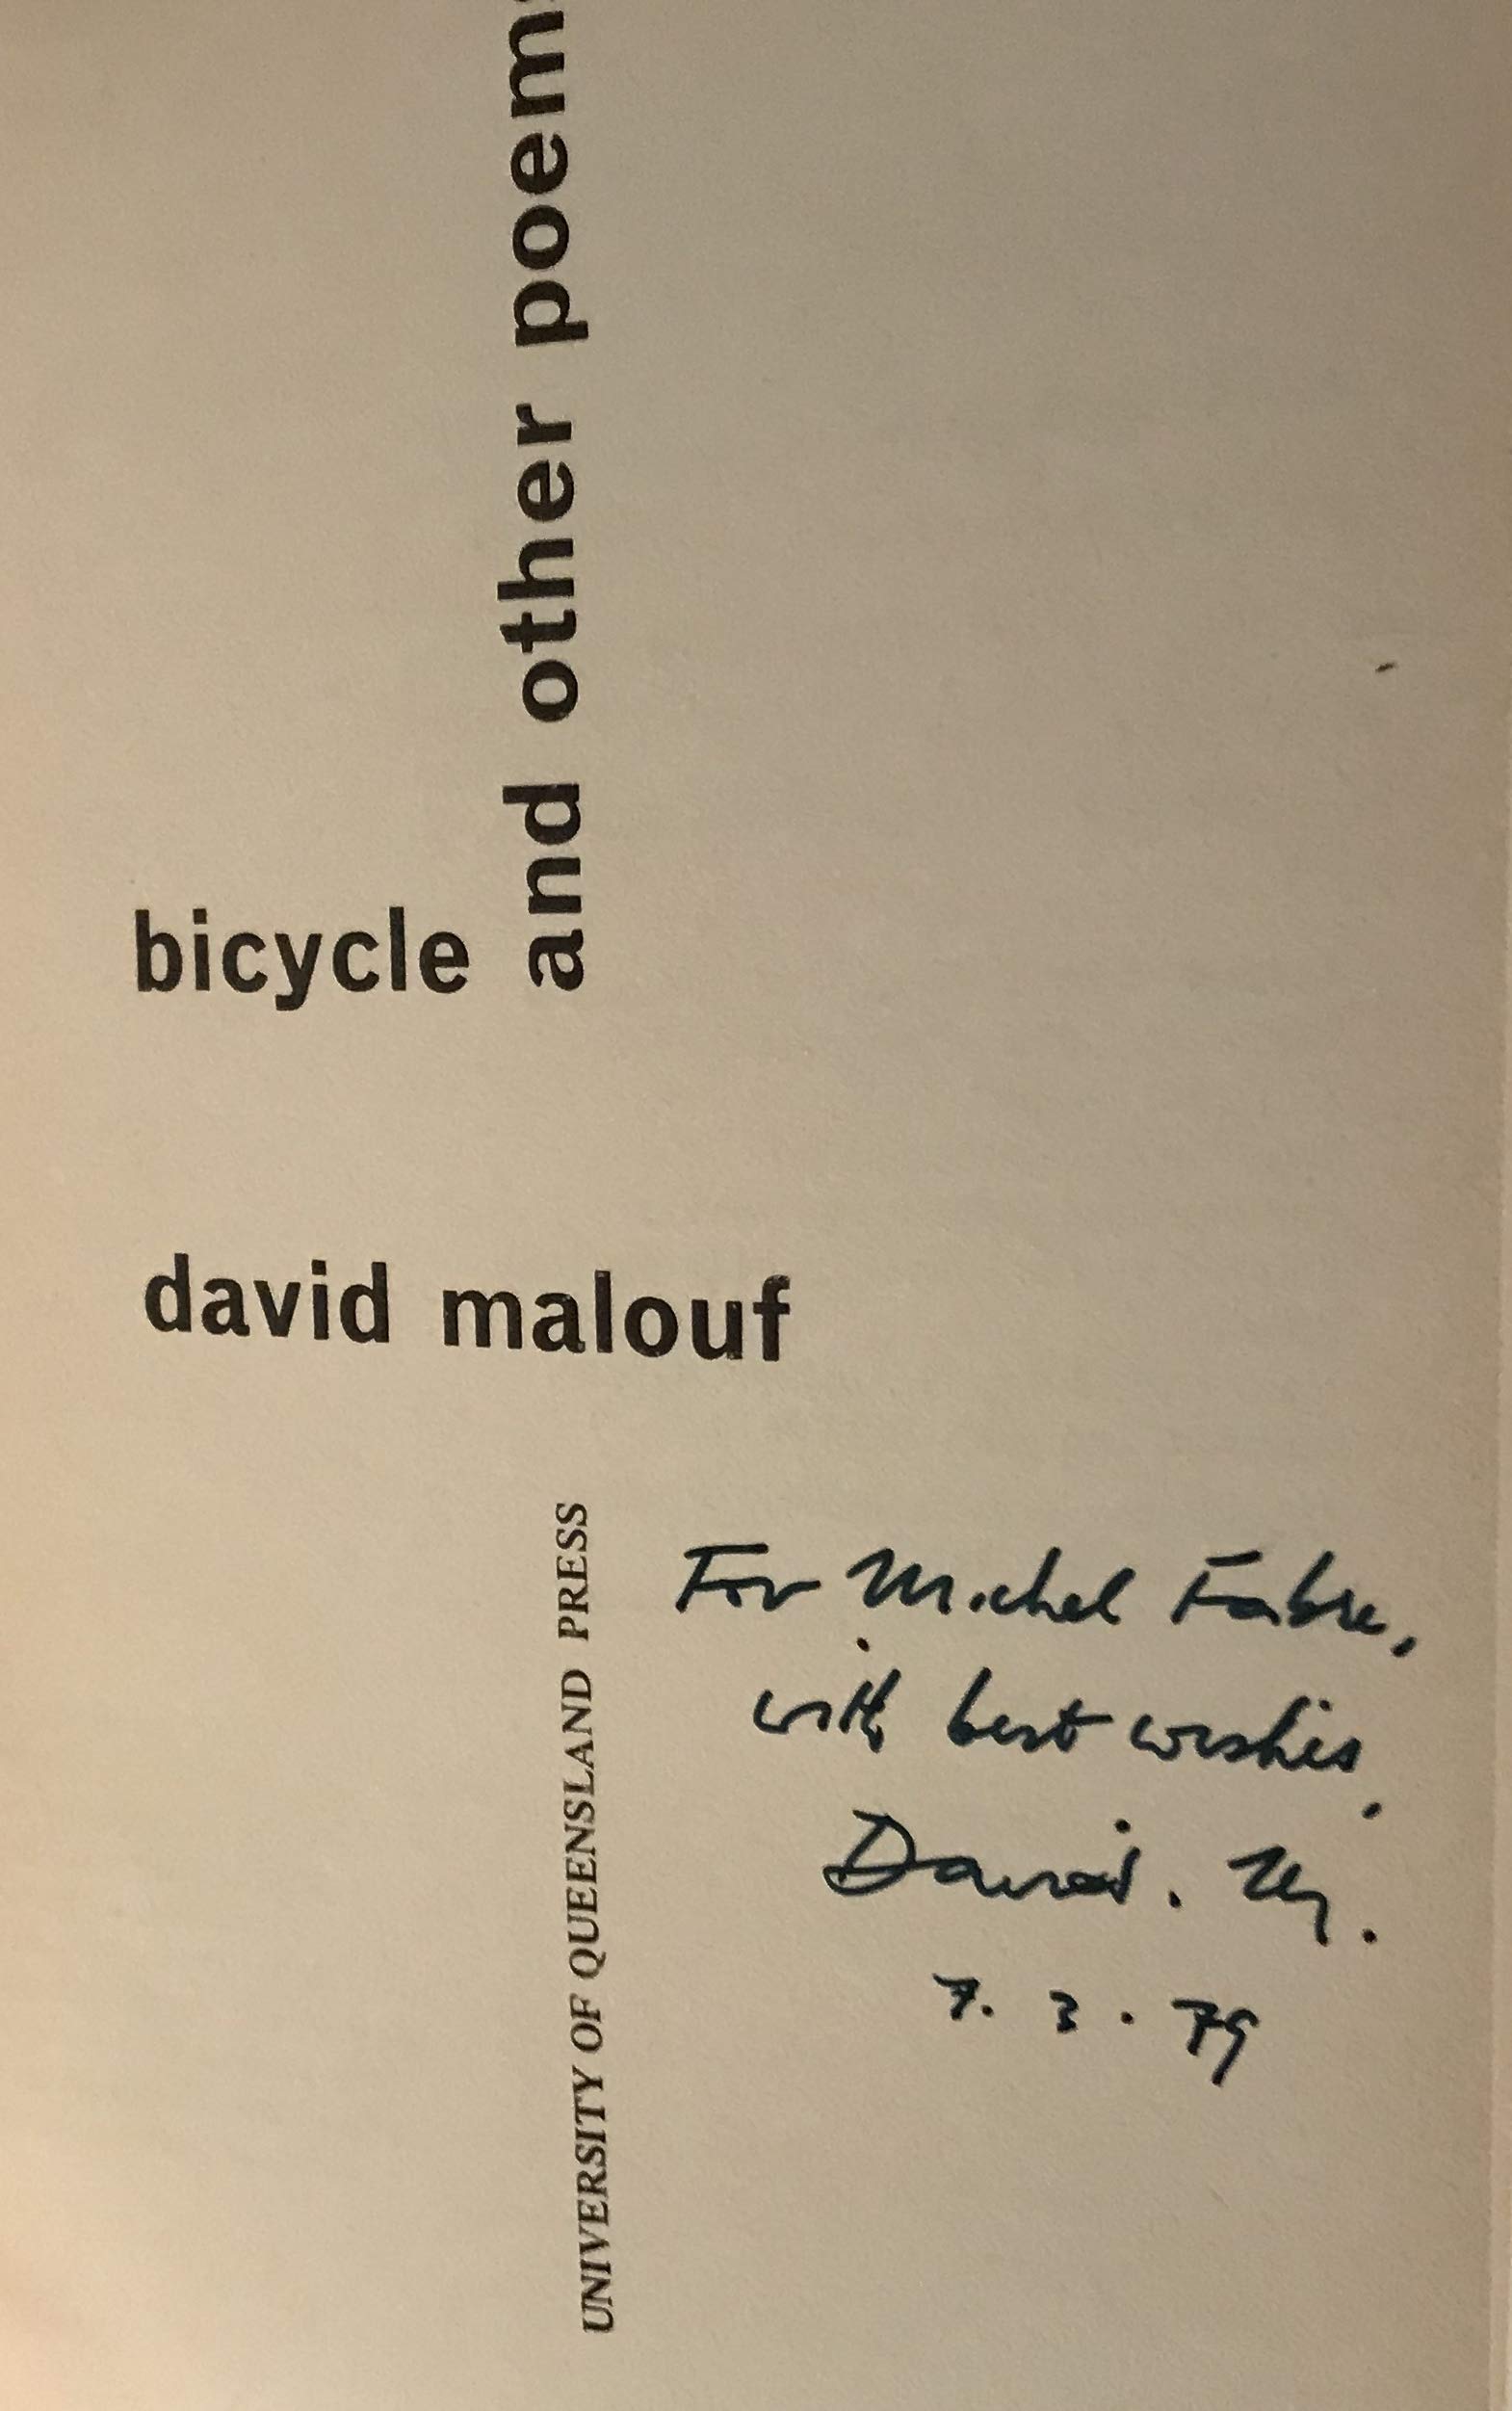 bicycle
and other poems
david malouf
UNIVERSITY OF QUEENSLAND PRESS
For Michel Fabre,
with best wishes,
David. M.
7. 3. 79